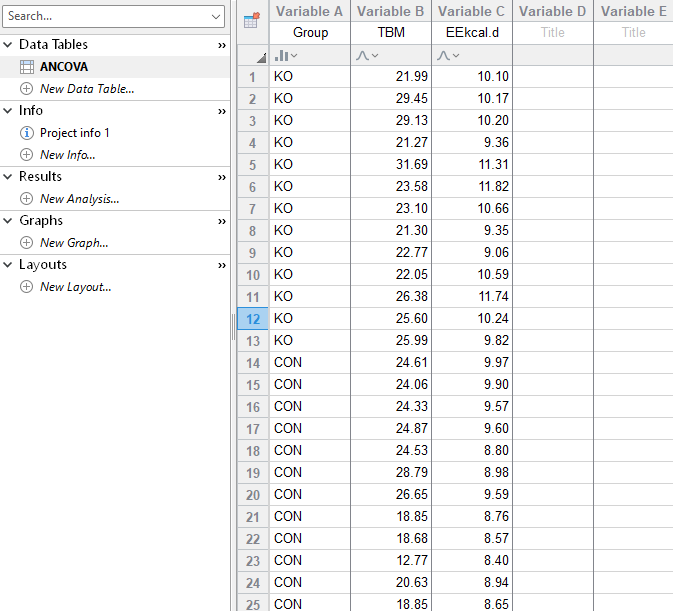 Search...
Data Tables ››
ANCOVA
New Data Table...
Info ››
Project info 1
New Info...
Results ››
New Analysis...
Graphs ››
New Graph...
Layouts ››
New Layout...
Variable A Variable B Variable C Variable D Variable E
Group TBM EEkcal.d Title Title
1 KO 21.99 10.10
2 KO 29.45 10.17
3 KO 29.13 10.20
4 KO 21.27 9.36
5 KO 31.69 11.31
6 KO 23.58 11.82
7 KO 23.10 10.66
8 KO 21.30 9.35
9 KO 22.77 9.06
10 KO 22.05 10.59
11 KO 26.38 11.74
12 KO 25.60 10.24
13 KO 25.99 9.82
14 CON 24.61 9.97
15 CON 24.06 9.90
16 CON 24.33 9.57
17 CON 24.87 9.60
18 CON 24.53 8.80
19 CON 28.79 8.98
20 CON 26.65 9.59
21 CON 18.85 8.76
22 CON 18.68 8.57
23 CON 12.77 8.40
24 CON 20.63 8.94
25 CON 18.85 8.65